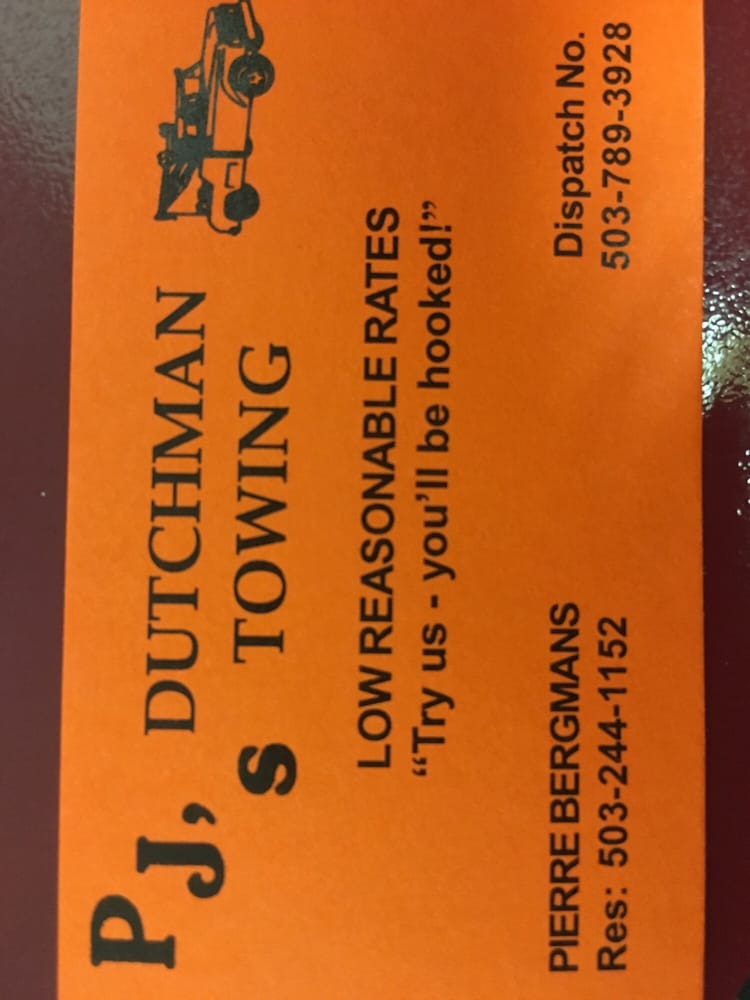 PJ's DUTCHMAN
TOWING
LOW REASONABLE RATES
“Try us - you’ll be hooked!”
PIERRE BERGMANS
Res: 503-244-1152
Dispatch No.
503-789-3928